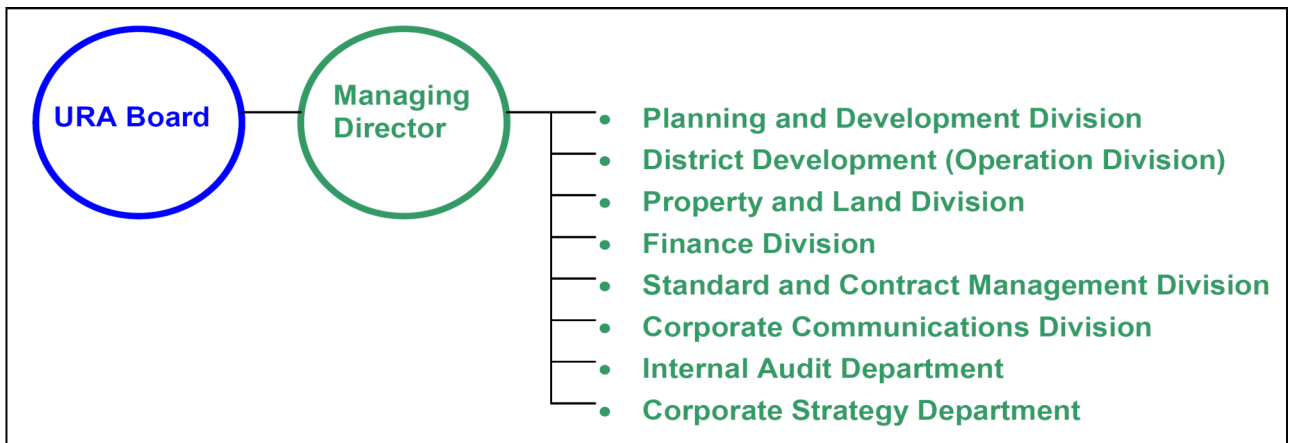 URA Board
Managing
Director
• Planning and Development Division
• District Development (Operation Division)
• Property and Land Division
• Finance Division
• Standard and Contract Management Division
• Corporate Communications Division
• Internal Audit Department
• Corporate Strategy Department